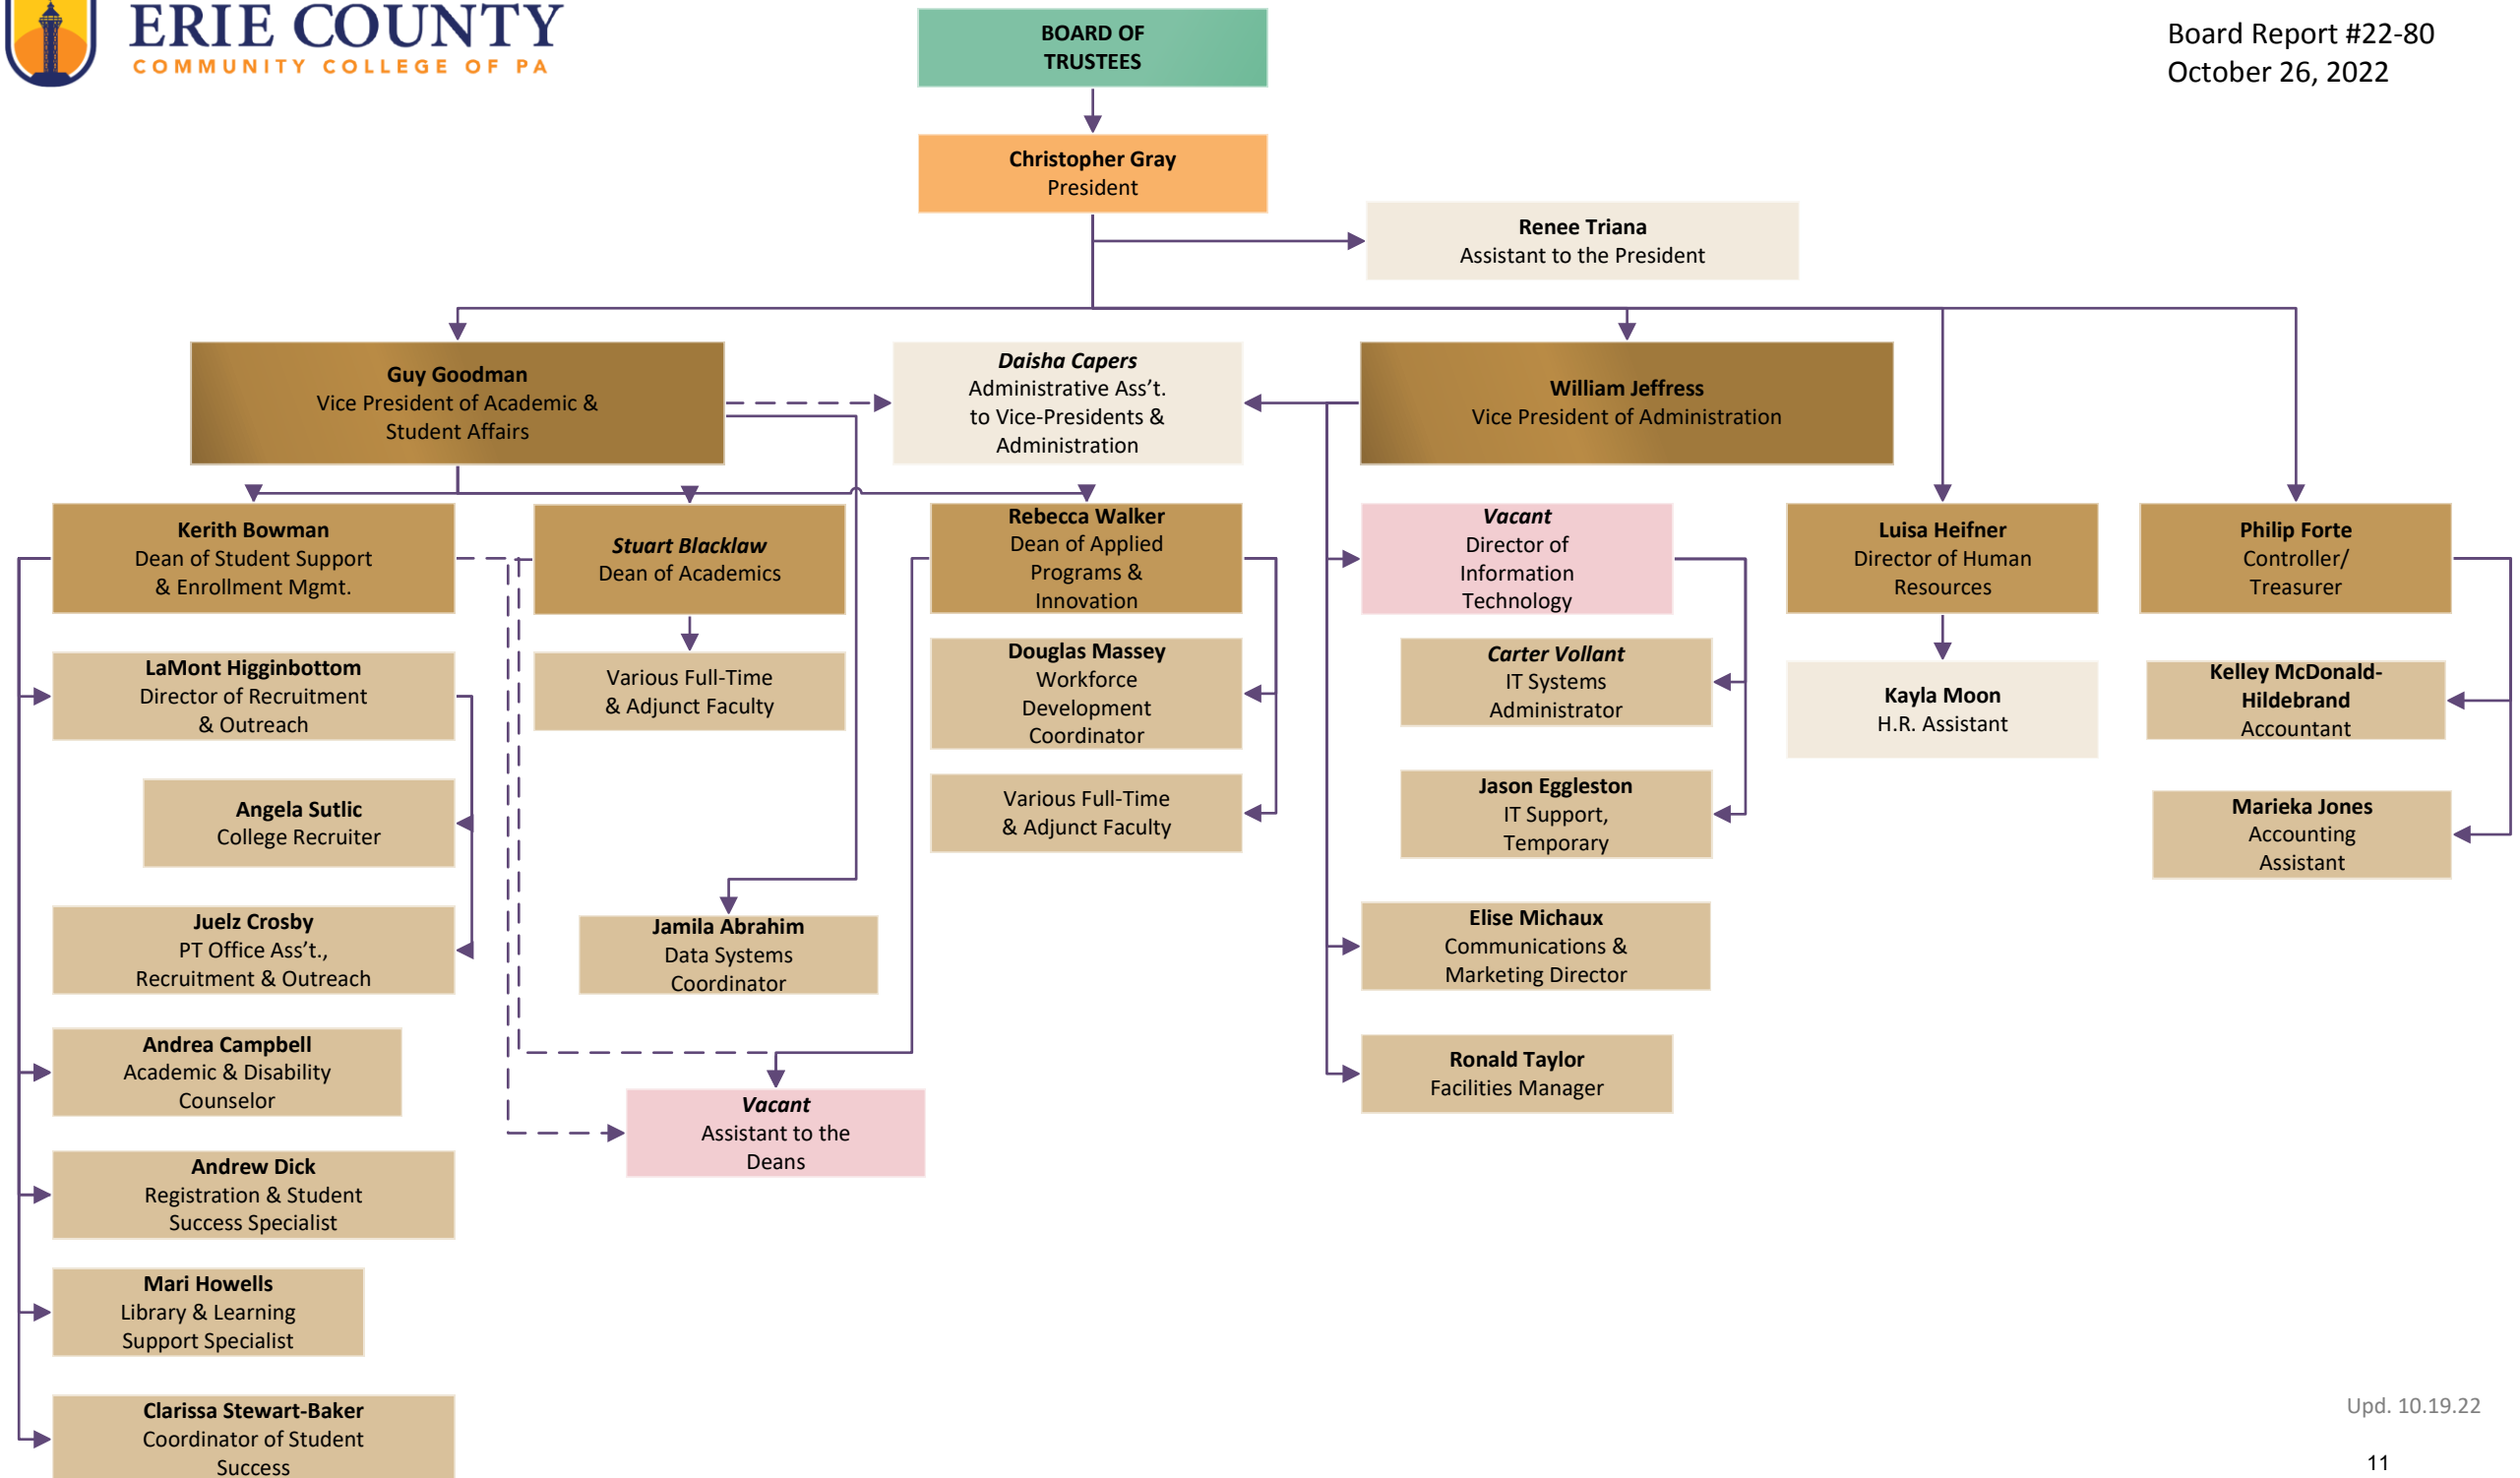 ERIE COUNTY
COMMUNITY COLLEGE OF PA
Board Report #22-80
October 26, 2022
BOARD OF
TRUSTEES
Christopher Gray
President
Renee Triana
Assistant to the President
Guy Goodman
Vice President of Academic &
Student Affairs
Daisha Capers
Administrative Ass’t.
to Vice-Presidents &
Administration
William Jeffress
Vice President of Administration
Kerith Bowman
Dean of Student Support
& Enrollment Mgmt.
Stuart Blacklaw
Dean of Academics
Rebecca Walker
Dean of Applied
Programs &
Innovation
Vacant
Director of
Information
Technology
Luisa Heifner
Director of Human
Resources
Philip Forte
Controller/
Treasurer
LaMont Higginbottom
Director of Recruitment
& Outreach
Various Full-Time
& Adjunct Faculty
Douglas Massey
Workforce
Development
Coordinator
Carter Vollant
IT Systems
Administrator
Kayla Moon
H.R. Assistant
Kelley McDonald-
Hildebrand
Accountant
Angela Sutlic
College Recruiter
Various Full-Time
& Adjunct Faculty
Jason Eggleston
IT Support,
Temporary
Marieka Jones
Accounting
Assistant
Juelz Crosby
PT Office Ass’t.,
Recruitment & Outreach
Jamila Abrahim
Data Systems
Coordinator
Elise Michaux
Communications &
Marketing Director
Andrea Campbell
Academic & Disability
Counselor
Vacant
Assistant to the
Deans
Ronald Taylor
Facilities Manager
Andrew Dick
Registration & Student
Success Specialist
Mari Howells
Library & Learning
Support Specialist
Clarissa Stewart-Baker
Coordinator of Student
Success
Upd. 10.19.22
11